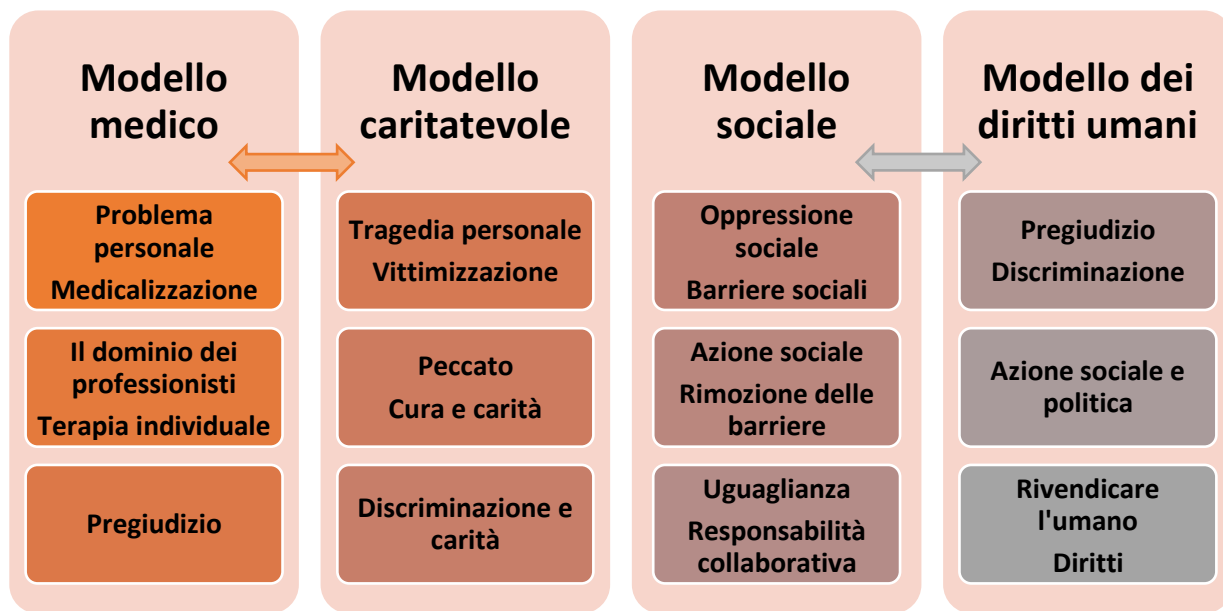 Modello
medico
Problema
personale
Medicalizzazione
Il dominio dei
professionisti
Terapia individuale
Pregiudizio
Modello
caritatevole
Tragedia personale
Vittimizzazione
Peccato
Cura e carità
Discriminazione e
carità
Modello
sociale
Oppressione
sociale
Barriere sociali
Azione sociale
Rimozione delle
barriere
Uguaglianza
Responsabilità
collaborativa
Modello dei
diritti umani
Pregiudizio
Discriminazione
Azione sociale e
politica
Rivendicare
l'umano
Diritti